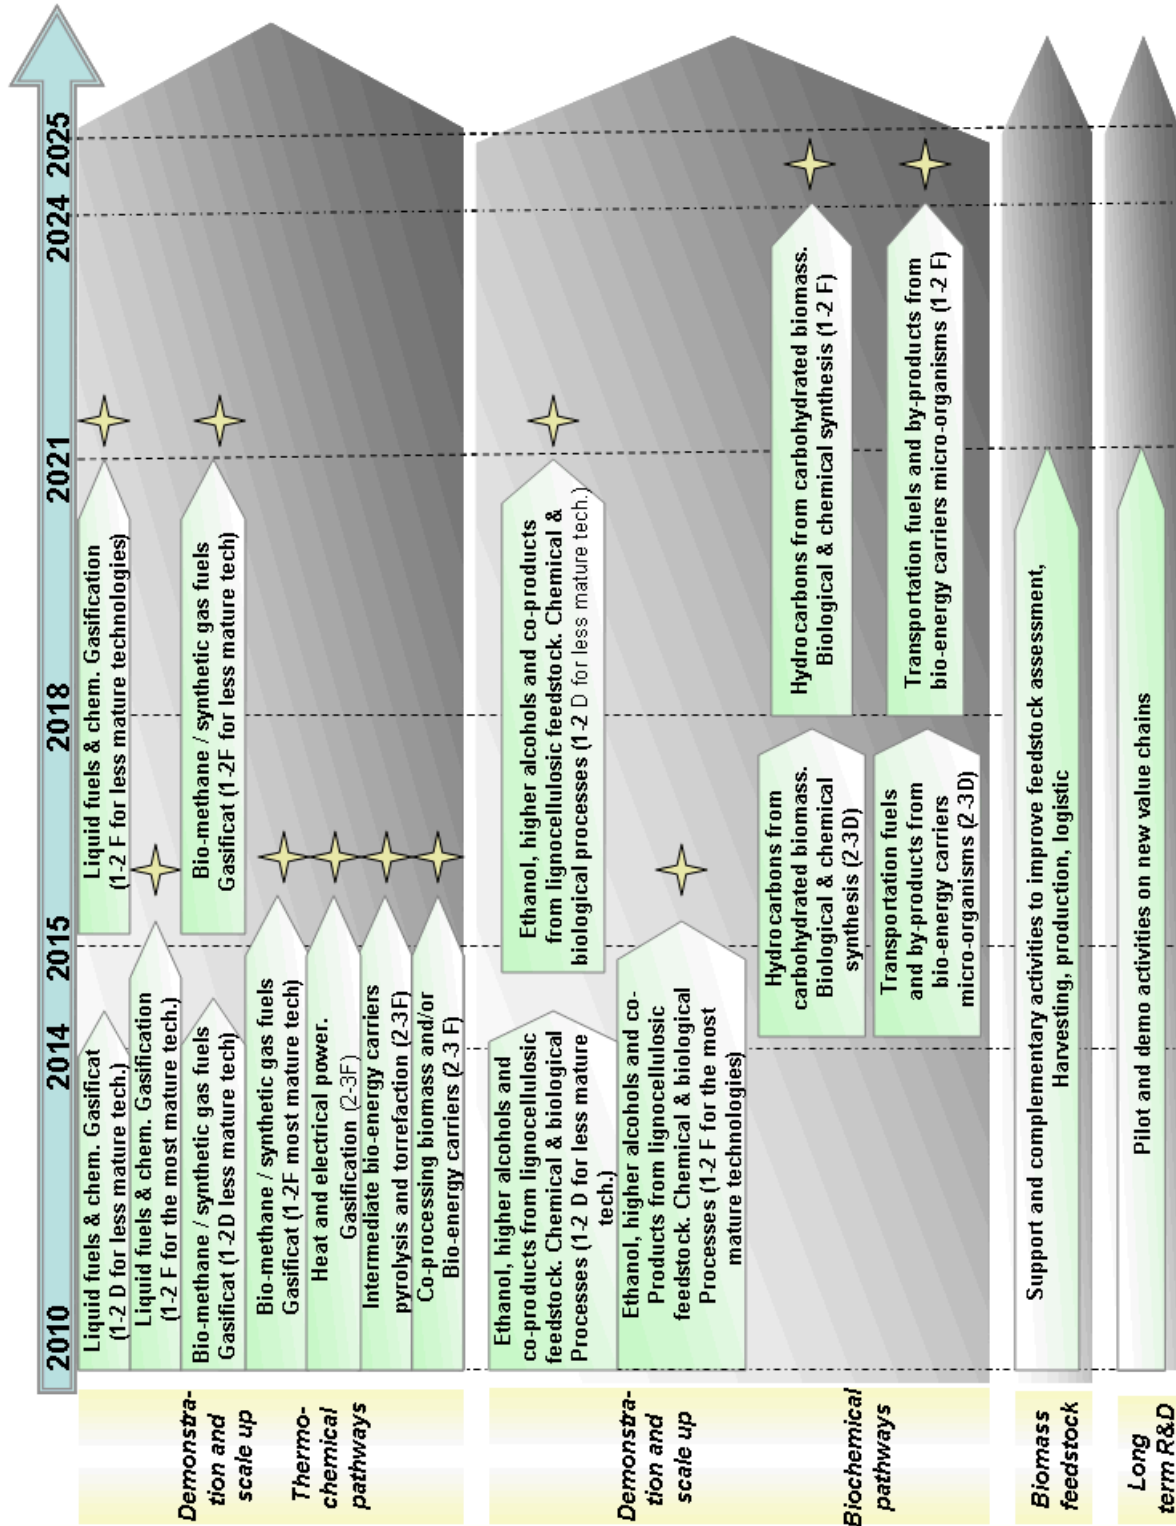 2010
2014
2015
2018
2021
2024
2025
Demonstra-
tion and
scale up
Thermo-
chemical
pathways
Liquid fuels & chem. Gasificat
(1-2 D for less mature tech.)
Liquid fuels & chem. Gasification
(1-2 F for less mature technologies)
Liquid fuels & chem. Gasification
(1-2 F for the most mature tech.)
Bio-methane / synthetic gas fuels
Gasificat (1-2D less mature tech)
Bio-methane / synthetic gas fuels
Gasificat (1-2F for less mature tech)
Bio-methane / synthetic gas fuels
Gasificat (1-2F most mature tech)
Heat and electrical power.
Gasification (2-3F)
Intermediate bio-energy carriers
pyrolysis and torrefaction (2-3F)
Co-processing biomass and/or
Bio-energy carriers (2-3 F)
Demonstra-
tion and
scale up
Biochemical
pathways
Ethanol, higher alcohols and
co-products from lignocellulosic
feedstock. Chemical & biological
Processes (1-2 D for less mature
tech.)
Ethanol, higher alcohols and co-products
from lignocellulosic feedstock. Chemical &
biological processes (1-2 D for less mature tech.)
Ethanol, higher alcohols and co-
Products from lignocellulosic
feedstock. Chemical & biological
Processes (1-2 F for the most
mature technologies)
Hydrocarbons from
carbohydrated biomass.
Biological & chemical
synthesis (2-3D)
Hydrocarbons from carbohydrated biomass.
Biological & chemical synthesis (1-2 F)
Transportation fuels
and by-products from
bio-energy carriers
micro-organisms (2-3D)
Transportation fuels and by-products from
bio-energy carriers micro-organisms (1-2 F)
Biomass
feedstock
Support and complementary activities to improve feedstock assessment,
Harvesting, production, logistic
Long
term R&D
Pilot and demo activities on new value chains